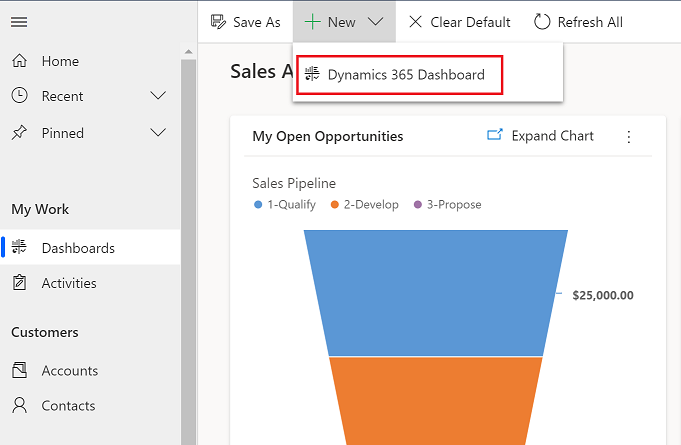 Save As
New
Clear Default
Refresh All
Home
Recent
Pinned
My Work
Dashboards
Activities
Customers
Accounts
Contacts
Dynamics 365 Dashboard
Sales A
My Open Opportunities
Expand Chart
Sales Pipeline
1-Qualify 2-Develop 3-Propose
$25,000.00